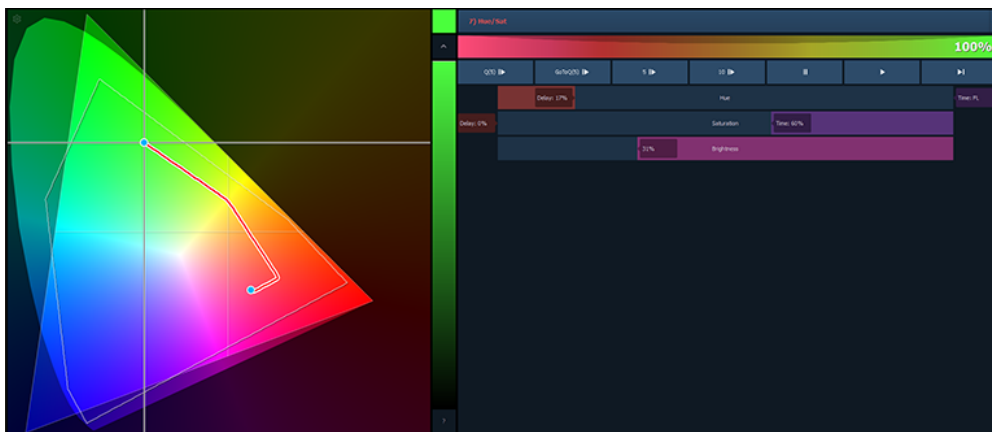 7) Hue/Sat
100%
Q(5) GoToQ(5) 5 10
Delay: 17% Hue Time: FL
Delay: 0% Saturation Time: 60%
31% Brightness